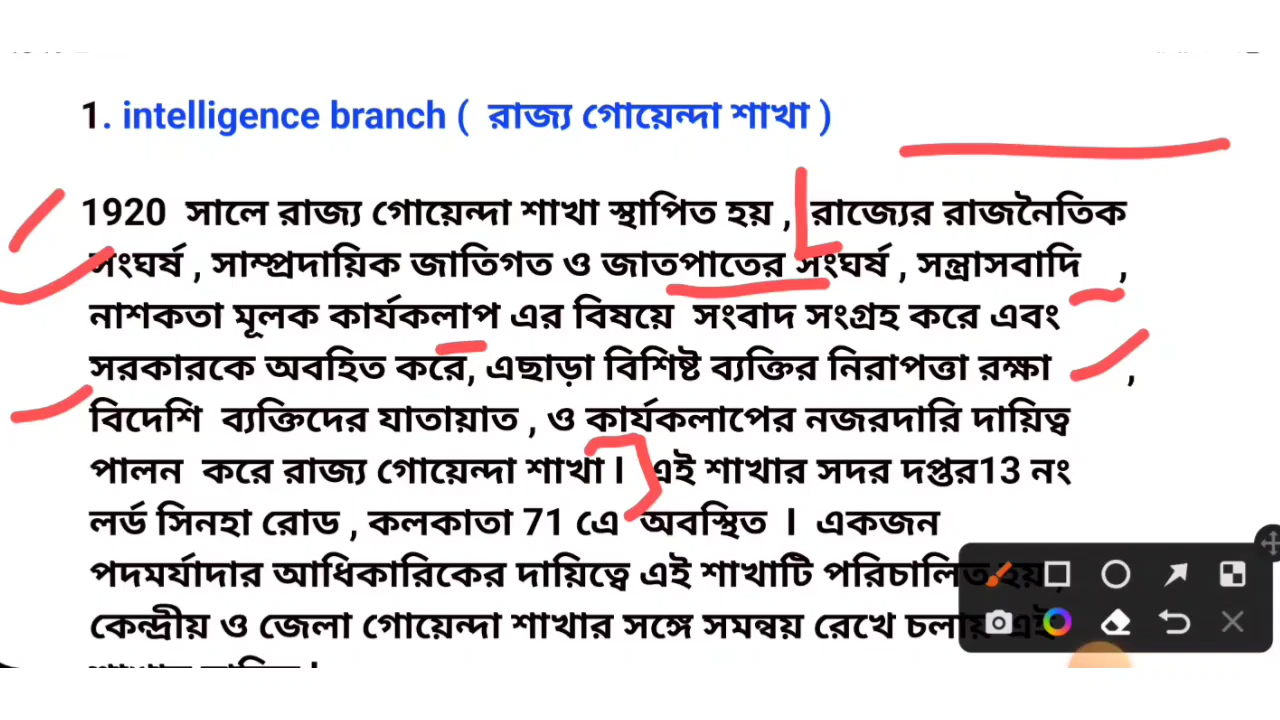 1. intelligence branch ( রাজ্য গোয়েন্দা শাখা )
1920 সালে রাজ্য গোয়েন্দা শাখা স্থাপিত হয় , রাজ্যের রাজনৈতিক
সংঘর্ষ , সাম্প্রদায়িক জাতিগত ও জাতপাতের সংঘর্ষ , সন্ত্রাসবাদি ,
নাশকতা মূলক কার্যকলাপ এর বিষয়ে সংবাদ সংগ্রহ করে এবং
সরকারকে অবহিত করে, এছাড়া বিশিষ্ট ব্যক্তির নিরাপত্তা রক্ষা ,
বিদেশি ব্যক্তিদের যাতায়াত , ও কার্যকলাপের নজরদারি দায়িত্ব
পালন করে রাজ্য গোয়েন্দা শাখা । এই শাখার সদর দপ্তর13 নং
লর্ড সিনহা রোড , কলকাতা 71 এে অবস্থিত । একজন
পদমর্যাদার আধিকারিকের দায়িত্বে এই শাখাটি পরিচালিত হয় ,
কেন্দ্রীয় ও জেলা গোয়েন্দা শাখার সঙ্গে সমন্বয় রেখে চলায় এই